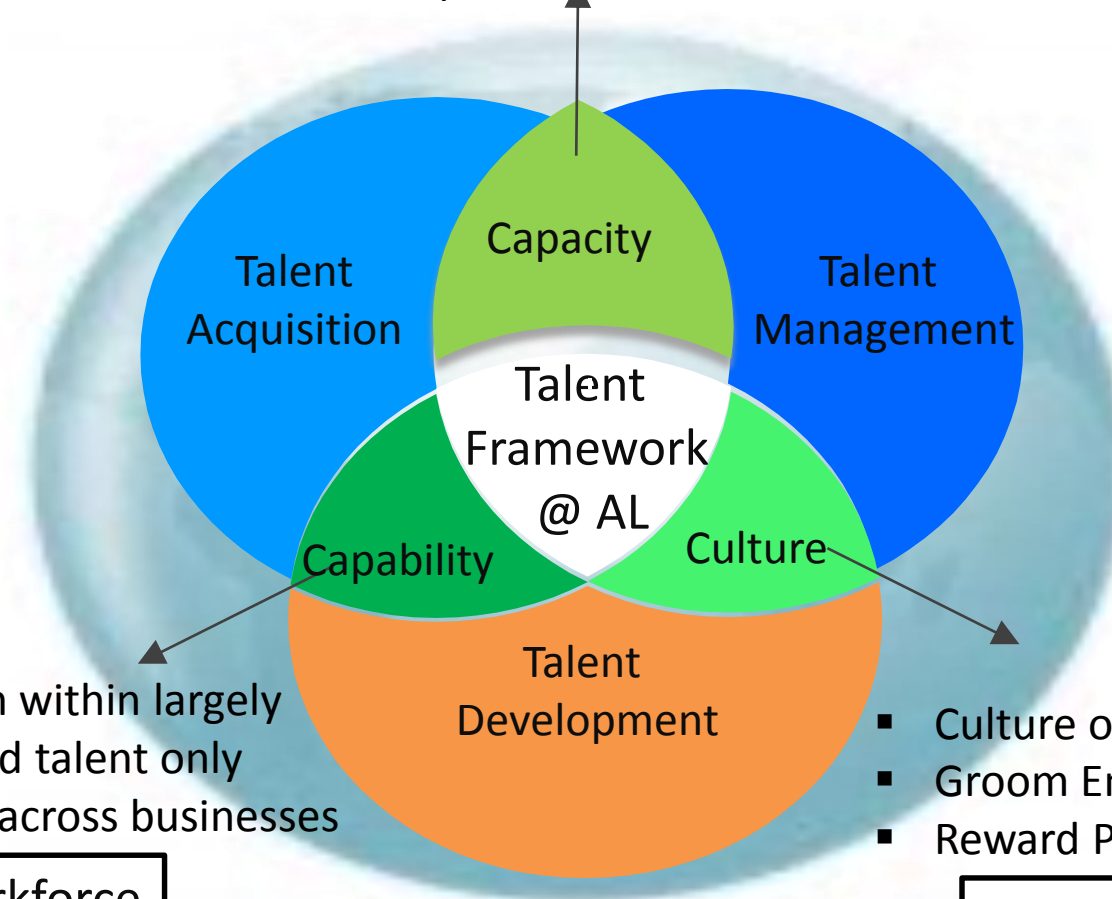 Capacity
Talent
Acquisition
Talent
Management
Talent
Framework
@ AL
Capability
Culture
Talent
Development
within largely
talent only
across businesses
▪ Culture
▪ Groom
▪ Reward